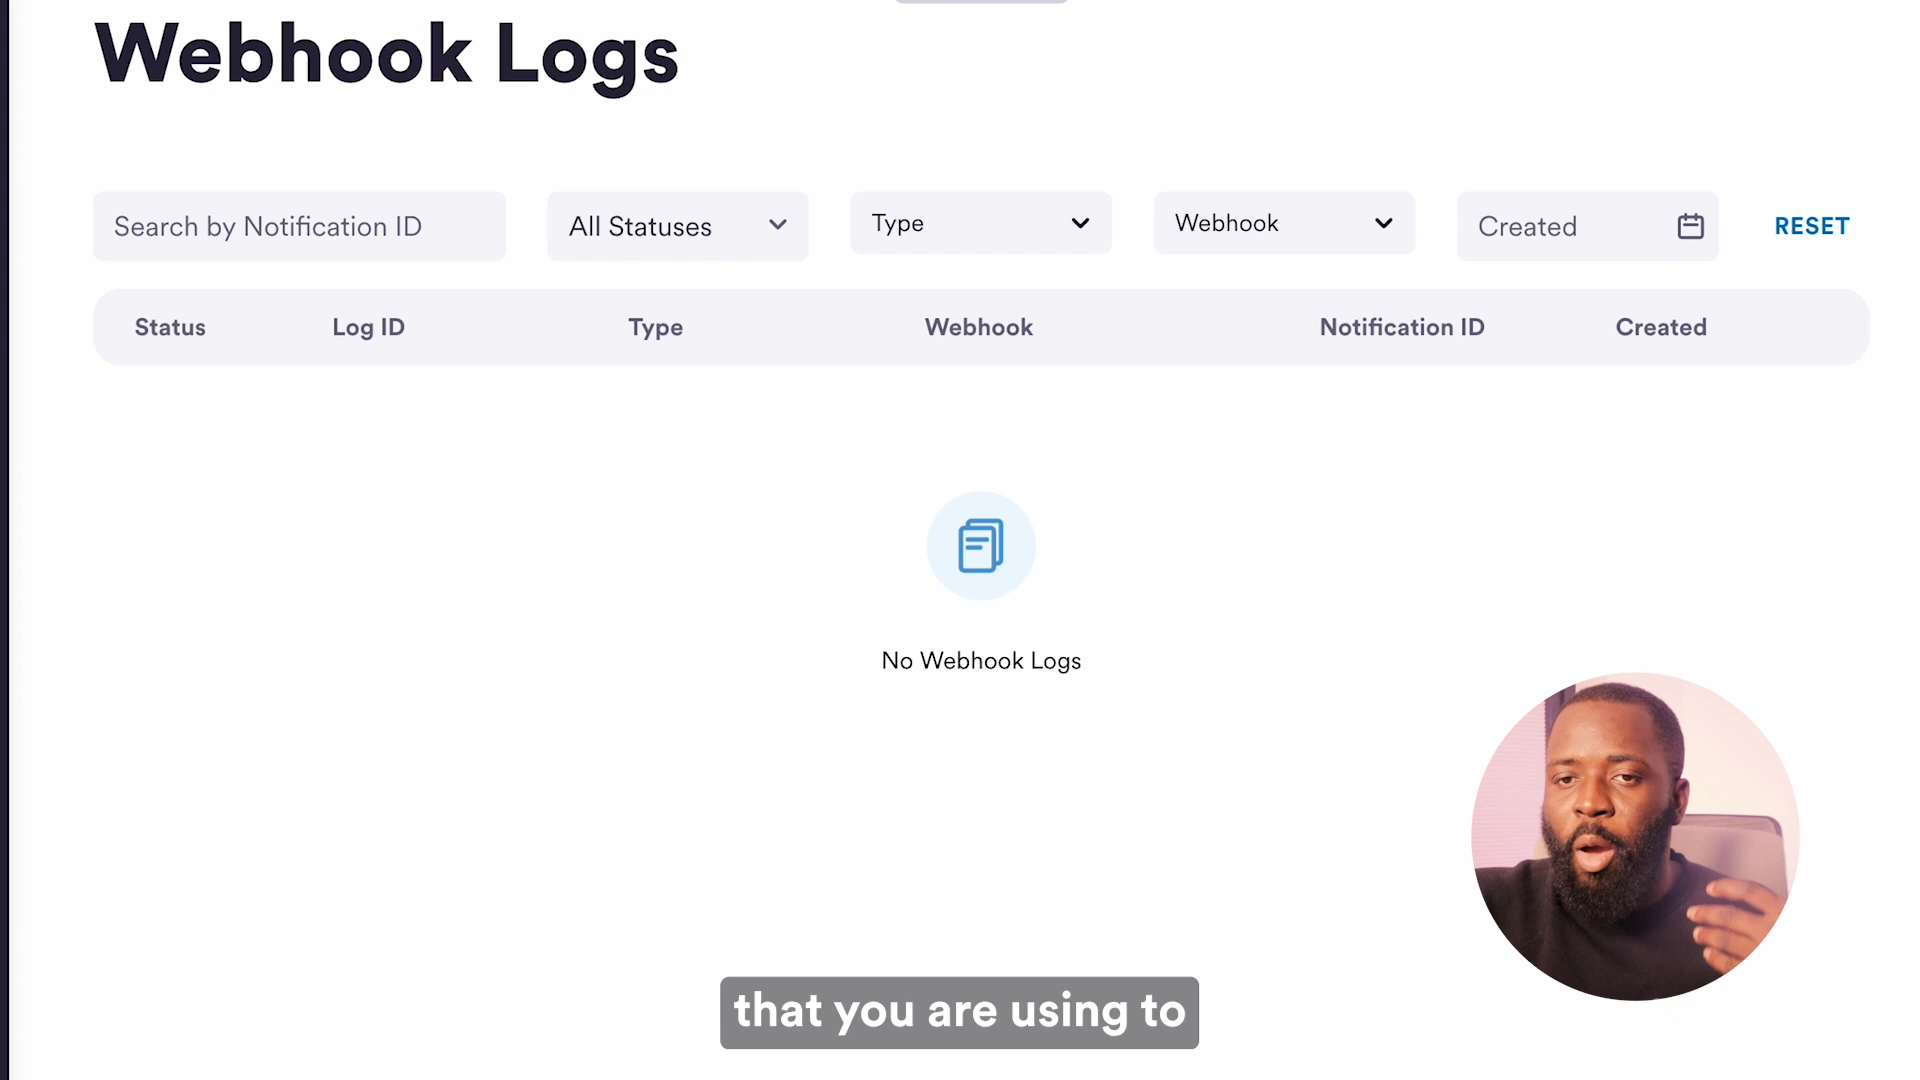 Webhook Logs
Search by Notification ID
All Statuses
Type
Webhook
Created
RESET
Status Log ID Type Webhook Notification ID Created
No Webhook Logs
that you are using to